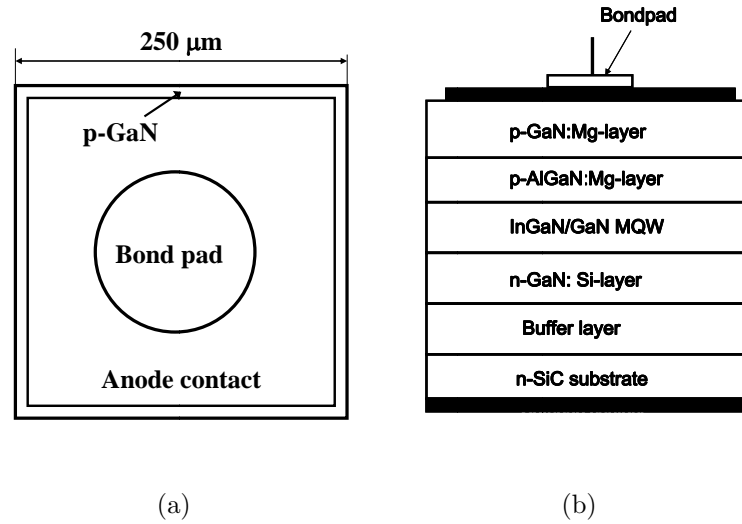 250 μm
p-GaN
Bond pad
Anode contact
(a)
Bondpad
p-GaN:Mg-layer
p-AlGaN:Mg-layer
InGaN/GaN MQW
n-GaN: Si-layer
Buffer layer
n-SiC substrate
(b)